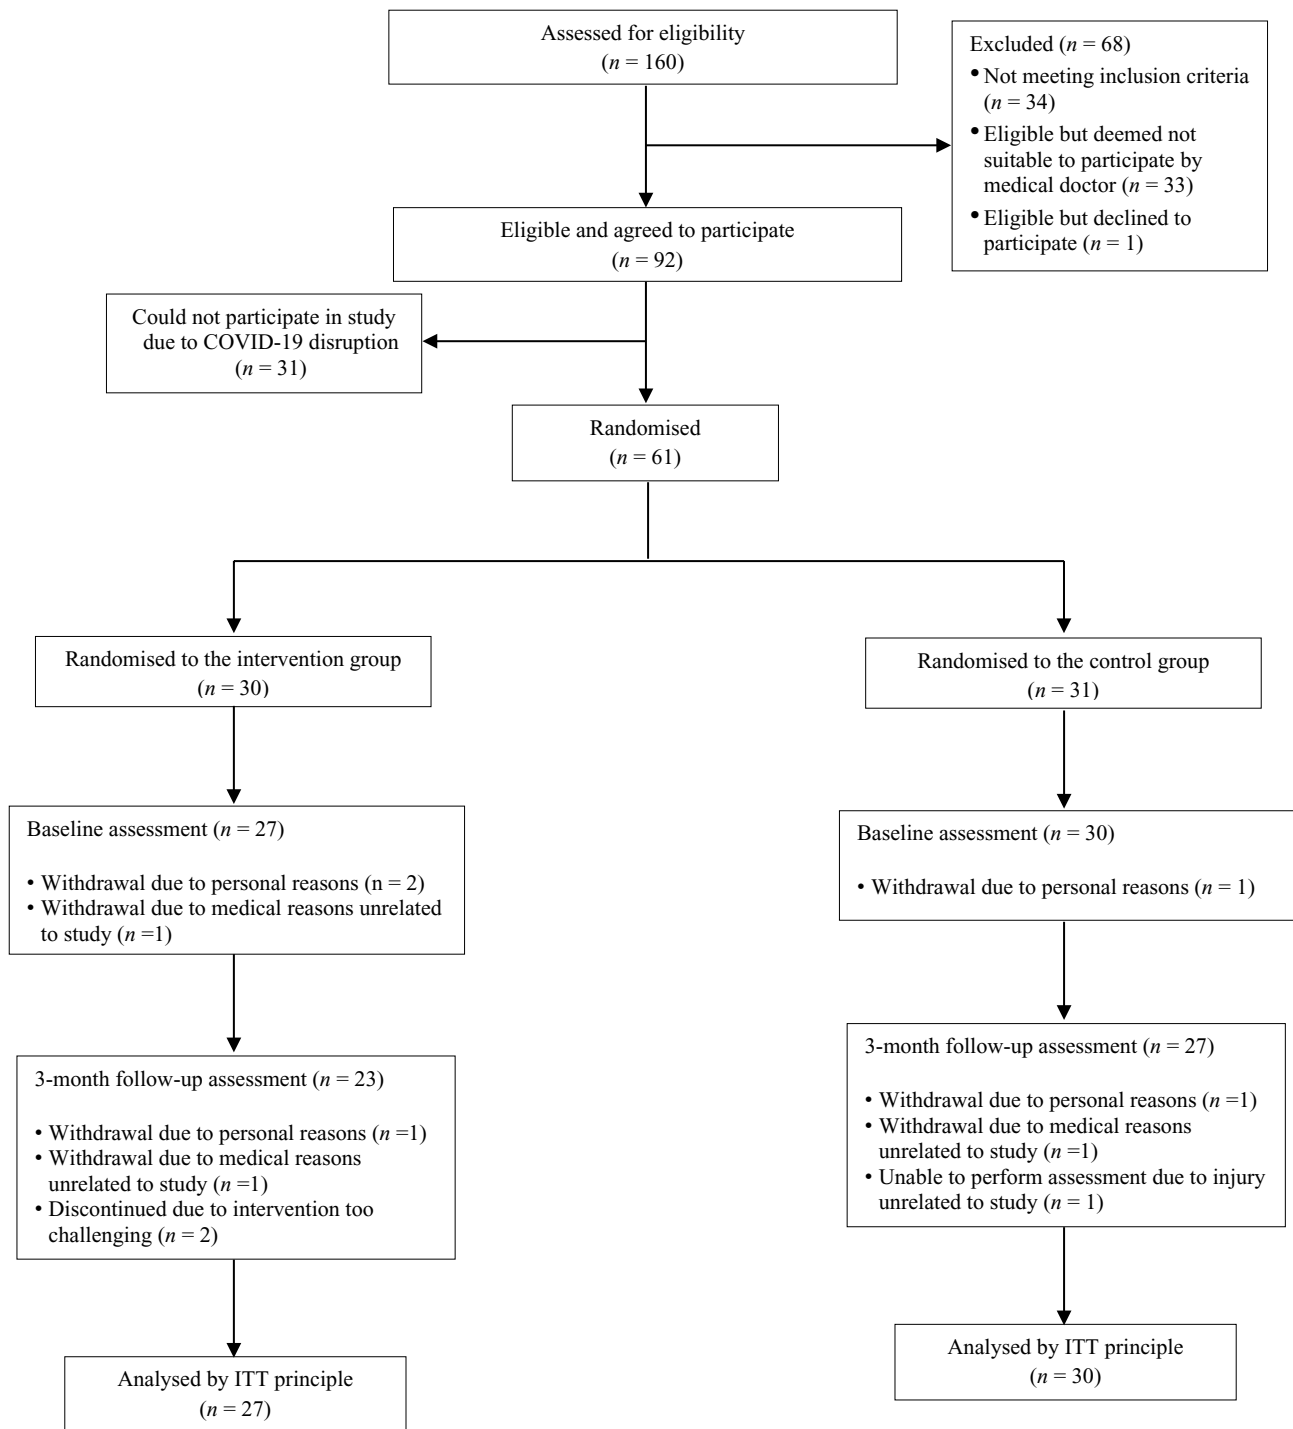 Assessed for eligibility
(n = 160)
Excluded (n = 68)
• Not meeting inclusion criteria
(n = 34)
• Eligible but deemed not
suitable to participate by
medical doctor (n = 33)
• Eligible but declined to
participate (n = 1)
Eligible and agreed to participate
(n = 92)
Could not participate in study
due to COVID-19 disruption
(n = 31)
Randomised
(n = 61)
Randomised to the intervention group
(n = 30)
Randomised to the control group
(n = 31)
Baseline assessment (n = 27)
• Withdrawal due to personal reasons (n = 2)
• Withdrawal due to medical reasons unrelated
to study (n =1)
Baseline assessment (n = 30)
• Withdrawal due to personal reasons (n = 1)
3-month follow-up assessment (n = 23)
• Withdrawal due to personal reasons (n =1)
• Withdrawal due to medical reasons
unrelated to study (n =1)
• Discontinued due to intervention too
challenging (n = 2)
3-month follow-up assessment (n = 27)
• Withdrawal due to personal reasons (n =1)
• Withdrawal due to medical reasons
unrelated to study (n =1)
• Unable to perform assessment due to injury
unrelated to study (n = 1)
Analysed by ITT principle
(n = 27)
Analysed by ITT principle
(n = 30)